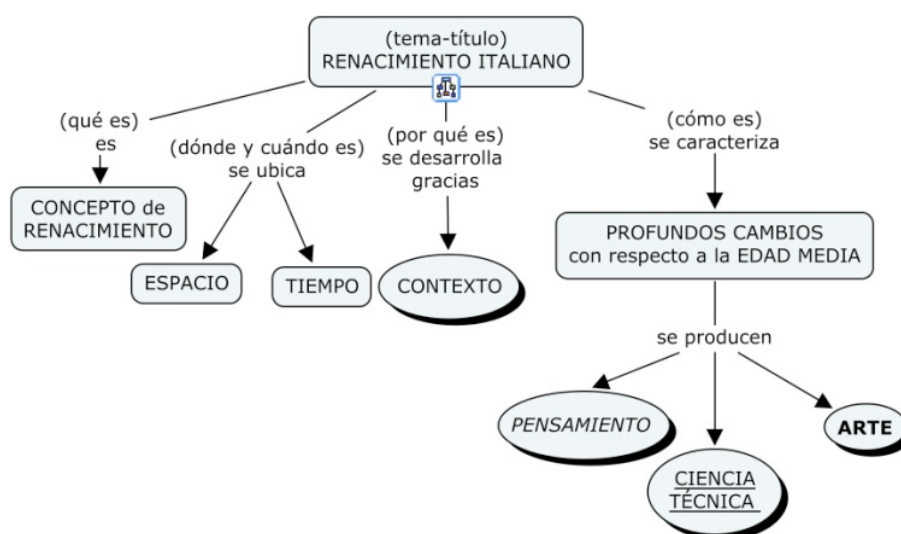 (tema-título)
RENACIMIENTO ITALIANO
(qué es)
es
(dónde y cuándo es)
se ubica
(por qué es)
se desarrolla
gracias
(cómo es)
se caracteriza
CONCEPTO de
RENACIMIENTO
ESPACIO
TIEMPO
CONTEXTO
PROFUNDOS CAMBIOS
con respecto a la EDAD MEDIA
se producen
PENSAMIENTO
CIENCIA
TÉCNICA
ARTE